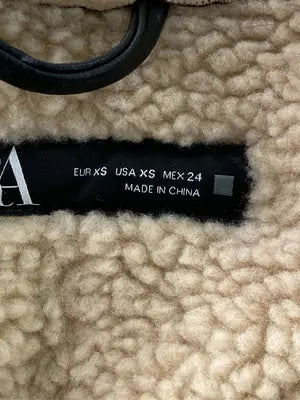 A
EUR XS USA XS MEX 24
MADE IN CHINA